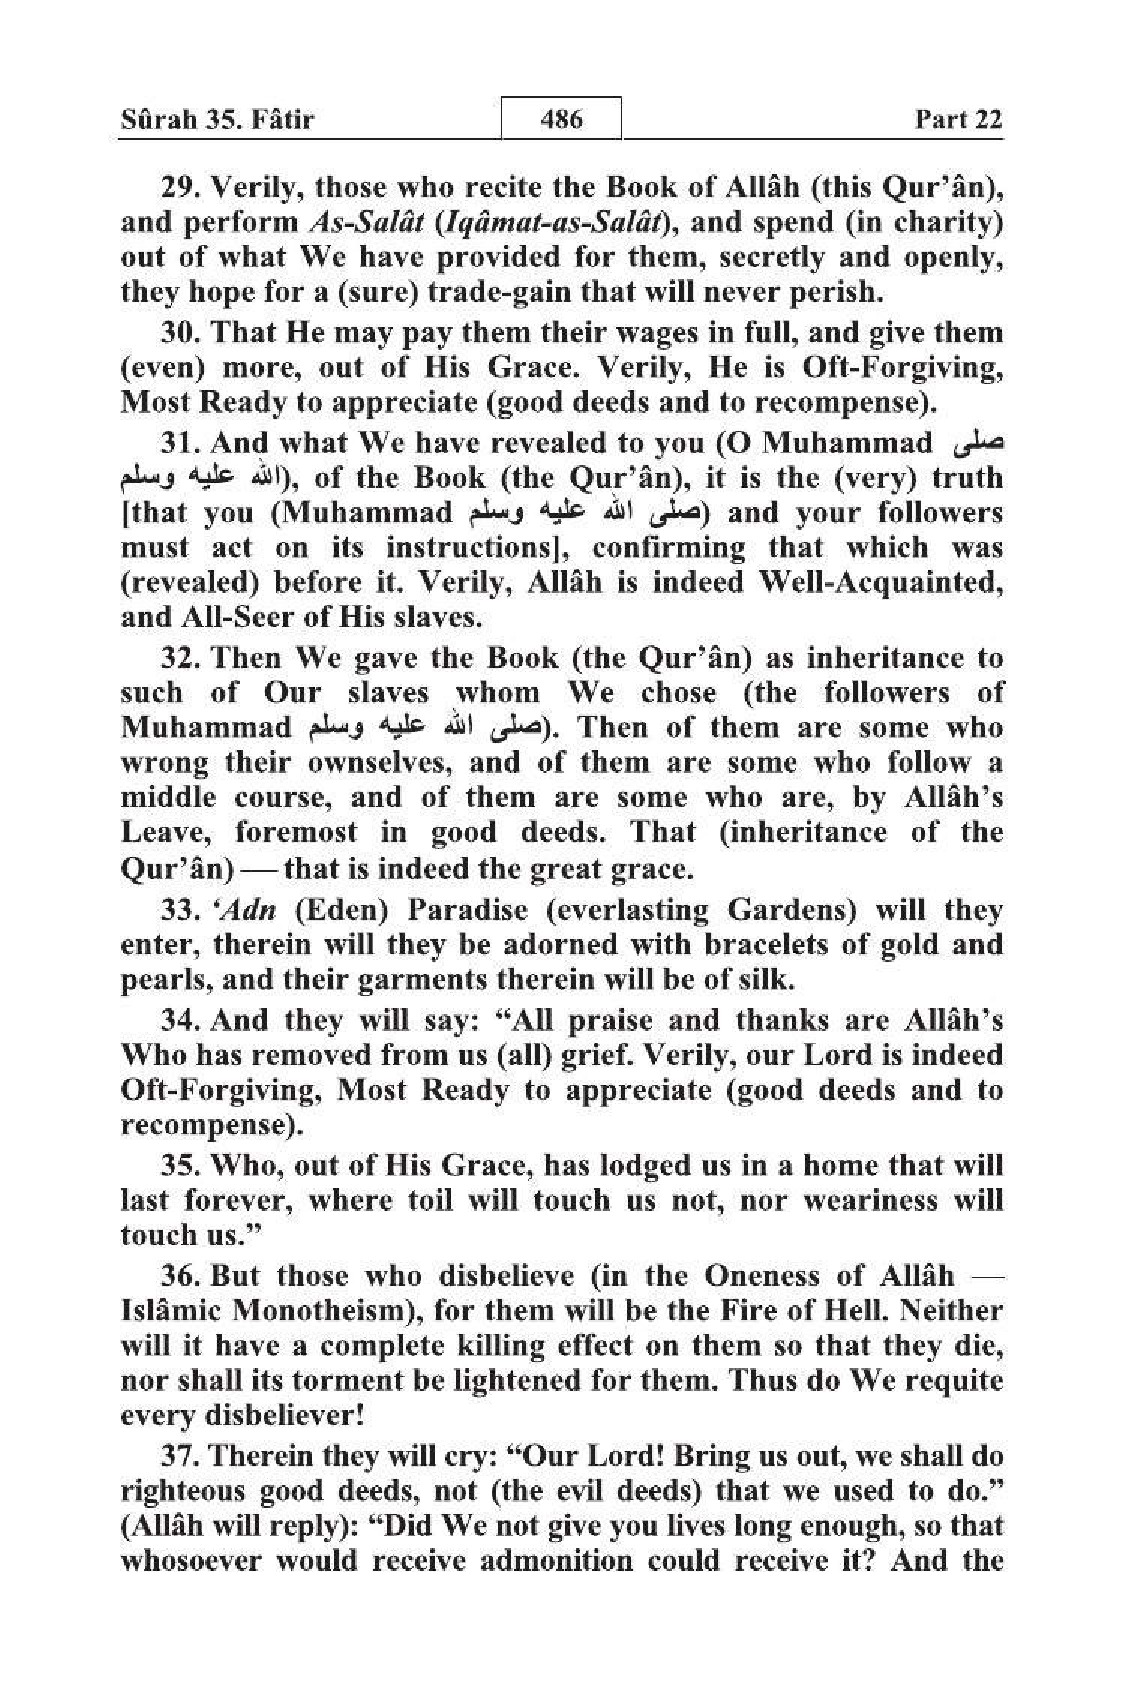 Sûrah 35. Fâtir 486 Part 22
29. Verily, those who recite the Book of Allâh (this Qur’ân),
and perform As-Salât (Iqâmat-as-Salât), and spend (in charity)
out of what We have provided for them, secretly and openly,
they hope for a (sure) trade-gain that will never perish.
30. That He may pay them their wages in full, and give them
(even) more, out of His Grace. Verily, He is Oft-Forgiving,
Most Ready to appreciate (good deeds and to recompense).
31. And what We have revealed to you (O Muhammad صلى
الله عليه وسلم), of the Book (the Qur’ân), it is the (very) truth
[that you (Muhammad صلى الله عليه وسلم) and your followers
must act on its instructions], confirming that which was
(revealed) before it. Verily, Allâh is indeed Well-Acquainted,
and All-Seer of His slaves.
32. Then We gave the Book (the Qur’ân) as inheritance to
such of Our slaves whom We chose (the followers of
Muhammad صلى الله عليه وسلم). Then of them are some who
wrong their ownselves, and of them are some who follow a
middle course, and of them are some who are, by Allâh’s
Leave, foremost in good deeds. That (inheritance of the
Qur’ân) — that is indeed the great grace.
33. ‘Adn (Eden) Paradise (everlasting Gardens) will they
enter, therein will they be adorned with bracelets of gold and
pearls, and their garments therein will be of silk.
34. And they will say: “All praise and thanks are Allâh’s
Who has removed from us (all) grief. Verily, our Lord is indeed
Oft-Forgiving, Most Ready to appreciate (good deeds and to
recompense).
35. Who, out of His Grace, has lodged us in a home that will
last forever, where toil will touch us not, nor weariness will
touch us.”
36. But those who disbelieve (in the Oneness of Allâh —
Islâmic Monotheism), for them will be the Fire of Hell. Neither
will it have a complete killing effect on them so that they die,
nor shall its torment be lightened for them. Thus do We requite
every disbeliever!
37. Therein they will cry: “Our Lord! Bring us out, we shall do
righteous good deeds, not (the evil deeds) that we used to do.”
(Allâh will reply): “Did We not give you lives long enough, so that
whosoever would receive admonition could receive it? And the